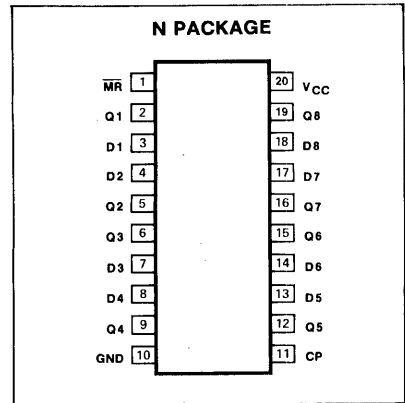 N PACKAGE
MR 1 20 VCC
Q1 2 19 Q8
D1 3 18 D8
D2 4 17 D7
Q2 5 16 Q7
Q3 6 15 Q6
D3 7 14 D6
D4 8 13 D5
Q4 9 12 Q5
GND 10 11 CP